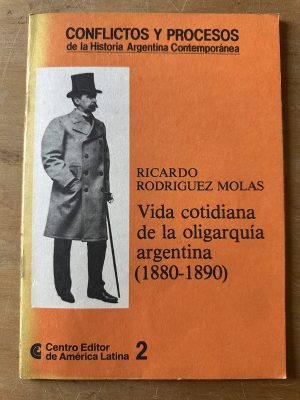 CONFLICTOS Y PROCESOS
de la Historia Argentina Contemporánea
RICARDO
RODRIGUEZ MOLAS
Vida cotidiana
de la oligarquía
argentina
(1880-1890)
Centro Editor
de América Latina
2